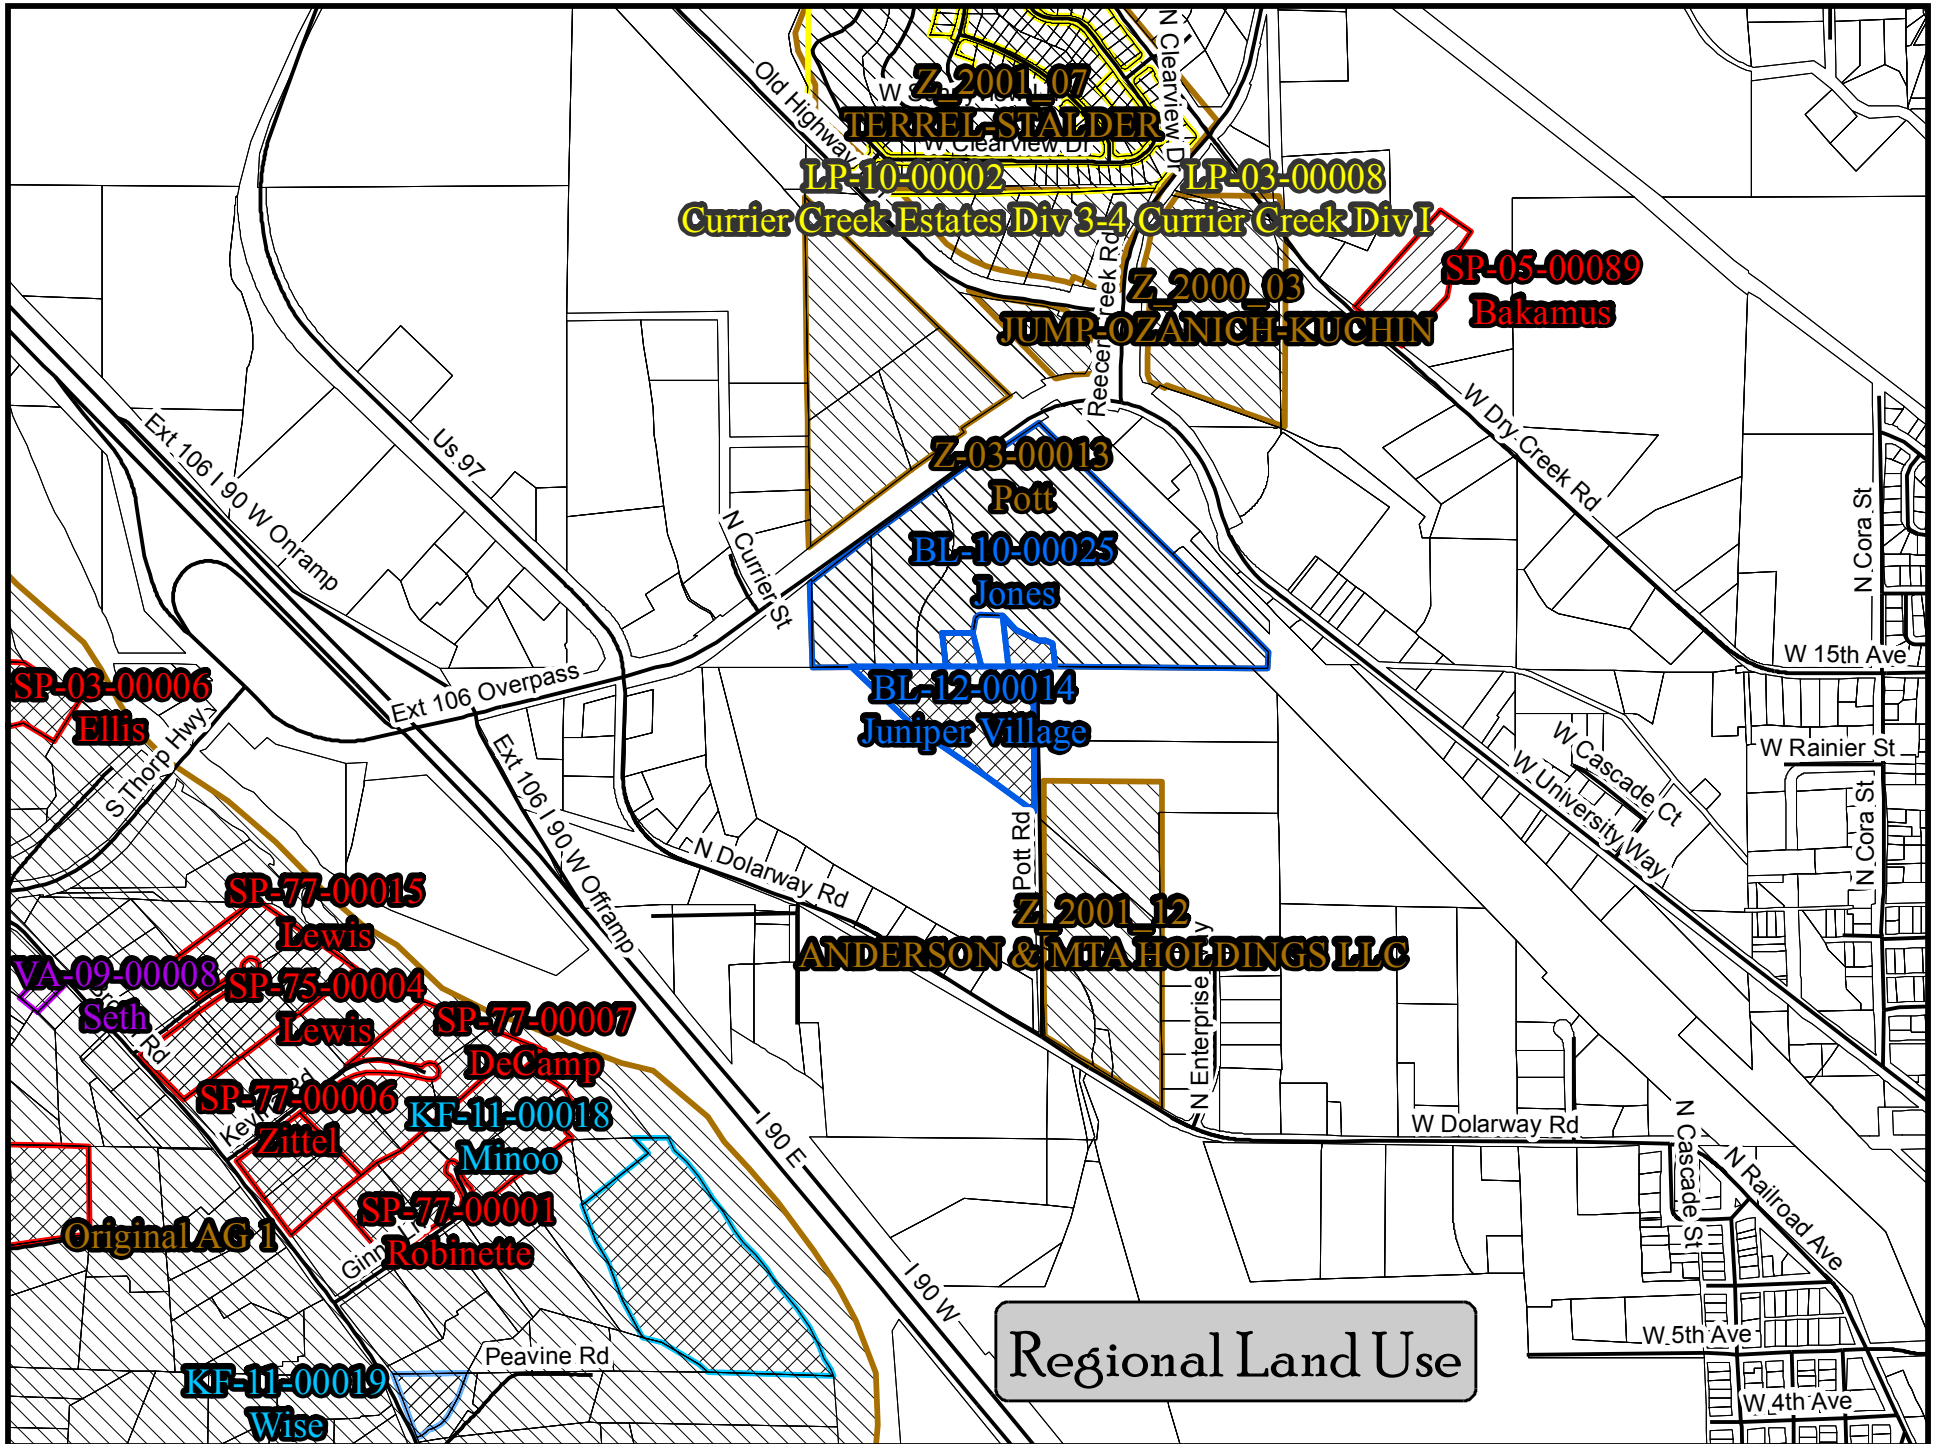 N Clearview Dr
Old Highway
Z_2001_07
TERREL-STALDER
W Clearview Dr
LP-10-00002
Currier Creek Estates Div 3-4
LP-03-00008
Currier Creek Div I
SP-05-00089
Bakamus
Z_2000_03
JUMP-OZANICH-KUCHIN
Reecer Creek Rd
W Dry Creek Rd
Ext 106 I 90 W Onramp
Us 97
N Currier St
Z-03-00013
Pott
BL-10-00025
Jones
N Cora St
W 15th Ave
SP-03-00006
Ellis
S Thorp Hwy
Ext 106 Overpass
BL-12-00014
Juniper Village
W Rainier St
W Cascade Ct
W University Way
N Cora St
Ext 106 I 90 W Offramp
N Dolarway Rd
Pott Rd
Z_2001_12
ANDERSON & MTA HOLDINGS LLC
N Enterprise
SP-77-00015
Lewis
VA-09-00008
Seth
SP-75-00004
Lewis
SP-77-00007
DeCamp
SP-77-00006
Zittel
KF-11-00018
Minoo
SP-77-00001
Robinette
Original AG 1
I 90 E
W Dolarway Rd
N Cascade St
N Railroad Ave
I 90 W
Regional Land Use
W 5th Ave
W 4th Ave
Peavine Rd
KF-11-00019
Wise